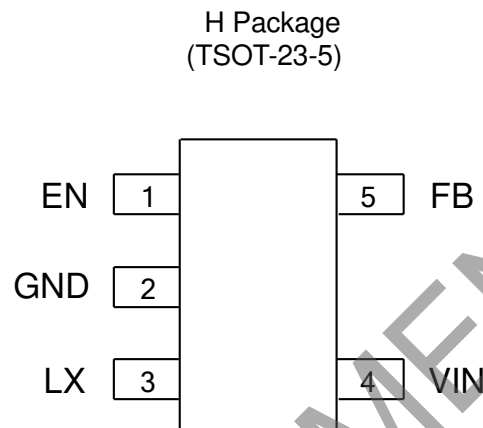 H Package
(TSOT-23-5)
EN 1 5 FB
GND 2
LX 3 4 VIN